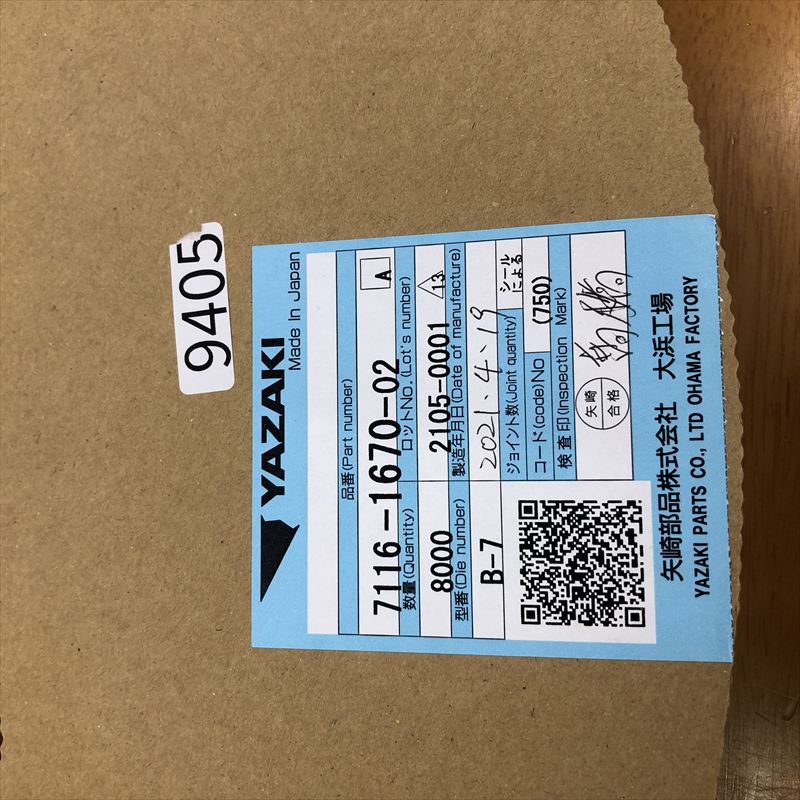 9405
YAZAKI
Made In Japan
品番(Part number)
7116-1670-02
A
数量(Quantity)
ロットNo.(Lot's number)
8000
2105-0001
13
型番(Die number)
製造年月日(Date of manufacture)
B-7
2021.4.19
ジョイント数(Joint quantity)
シール
による
コード(code)No
(750)
検査印(Inspection Mark)
矢崎
合格
矢崎部品株式会社 大浜工場
YAZAKI PARTS CO., LTD OHAMA FACTORY